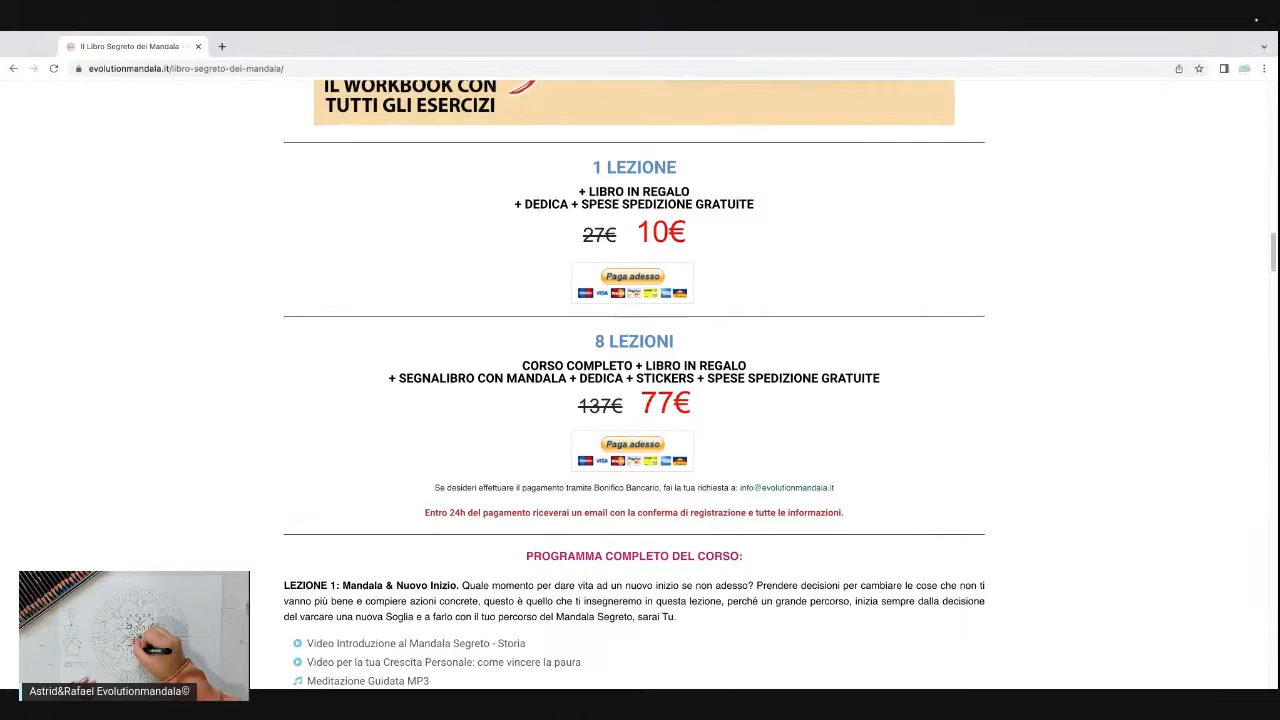 Il Libro Segreto dei Mandala -
evolutionmandala.it/libro-segreto-dei-mandala/
IL WORKBOOK CON
TUTTI GLI ESERCIZI
1 LEZIONE
+ LIBRO IN REGALO
+ DEDICA + SPESE SPEDIZIONE GRATUITE
27€ 10€
Paga adesso
8 LEZIONI
CORSO COMPLETO + LIBRO IN REGALO
+ SEGNALIBRO CON MANDALA + DEDICA + STICKERS + SPESE SPEDIZIONE GRATUITE
137€ 77€
Paga adesso
Se desideri effettuare il pagamento tramite Bonifico Bancario, fai la tua richiesta a: info@evolutionmandala.it
Entro 24h del pagamento riceverai un email con la conferma di registrazione e tutte le informazioni.
PROGRAMMA COMPLETO DEL CORSO:
LEZIONE 1: Mandala & Nuovo Inizio. Quale momento per dare vita ad un nuovo inizio se non adesso? Prendere decisioni per cambiare le cose che non ti
vanno più bene e compiere azioni concrete, questo è quello che ti insegneremo in questa lezione, perché un grande percorso, inizia sempre dalla decisione
del varcare una nuova Soglia e a farlo con il tuo percorso del Mandala Segreto, sarai Tu.
Video Introduzione al Mandala Segreto - Storia
Video per la tua Crescita Personale: come vincere la paura
Meditazione Guidata MP3
Astrid&Rafael Evolutionmandala©